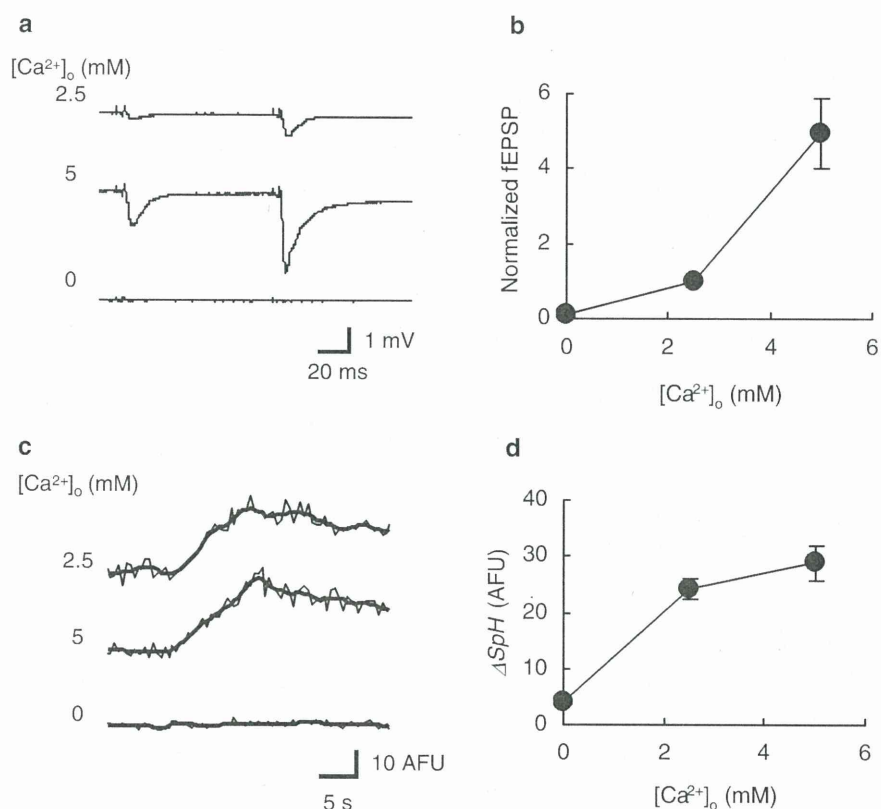 a
[Ca²⁺]ₒ (mM)
2.5
5
0
1 mV
20 ms
b
Normalized fEPSP
6
4
2
0
0 2 4 6
[Ca²⁺]ₒ (mM)
c
[Ca²⁺]ₒ (mM)
2.5
5
0
10 AFU
5 s
d
ΔSpH (AFU)
40
30
20
10
0
0 2 4 6
[Ca²⁺]ₒ (mM)